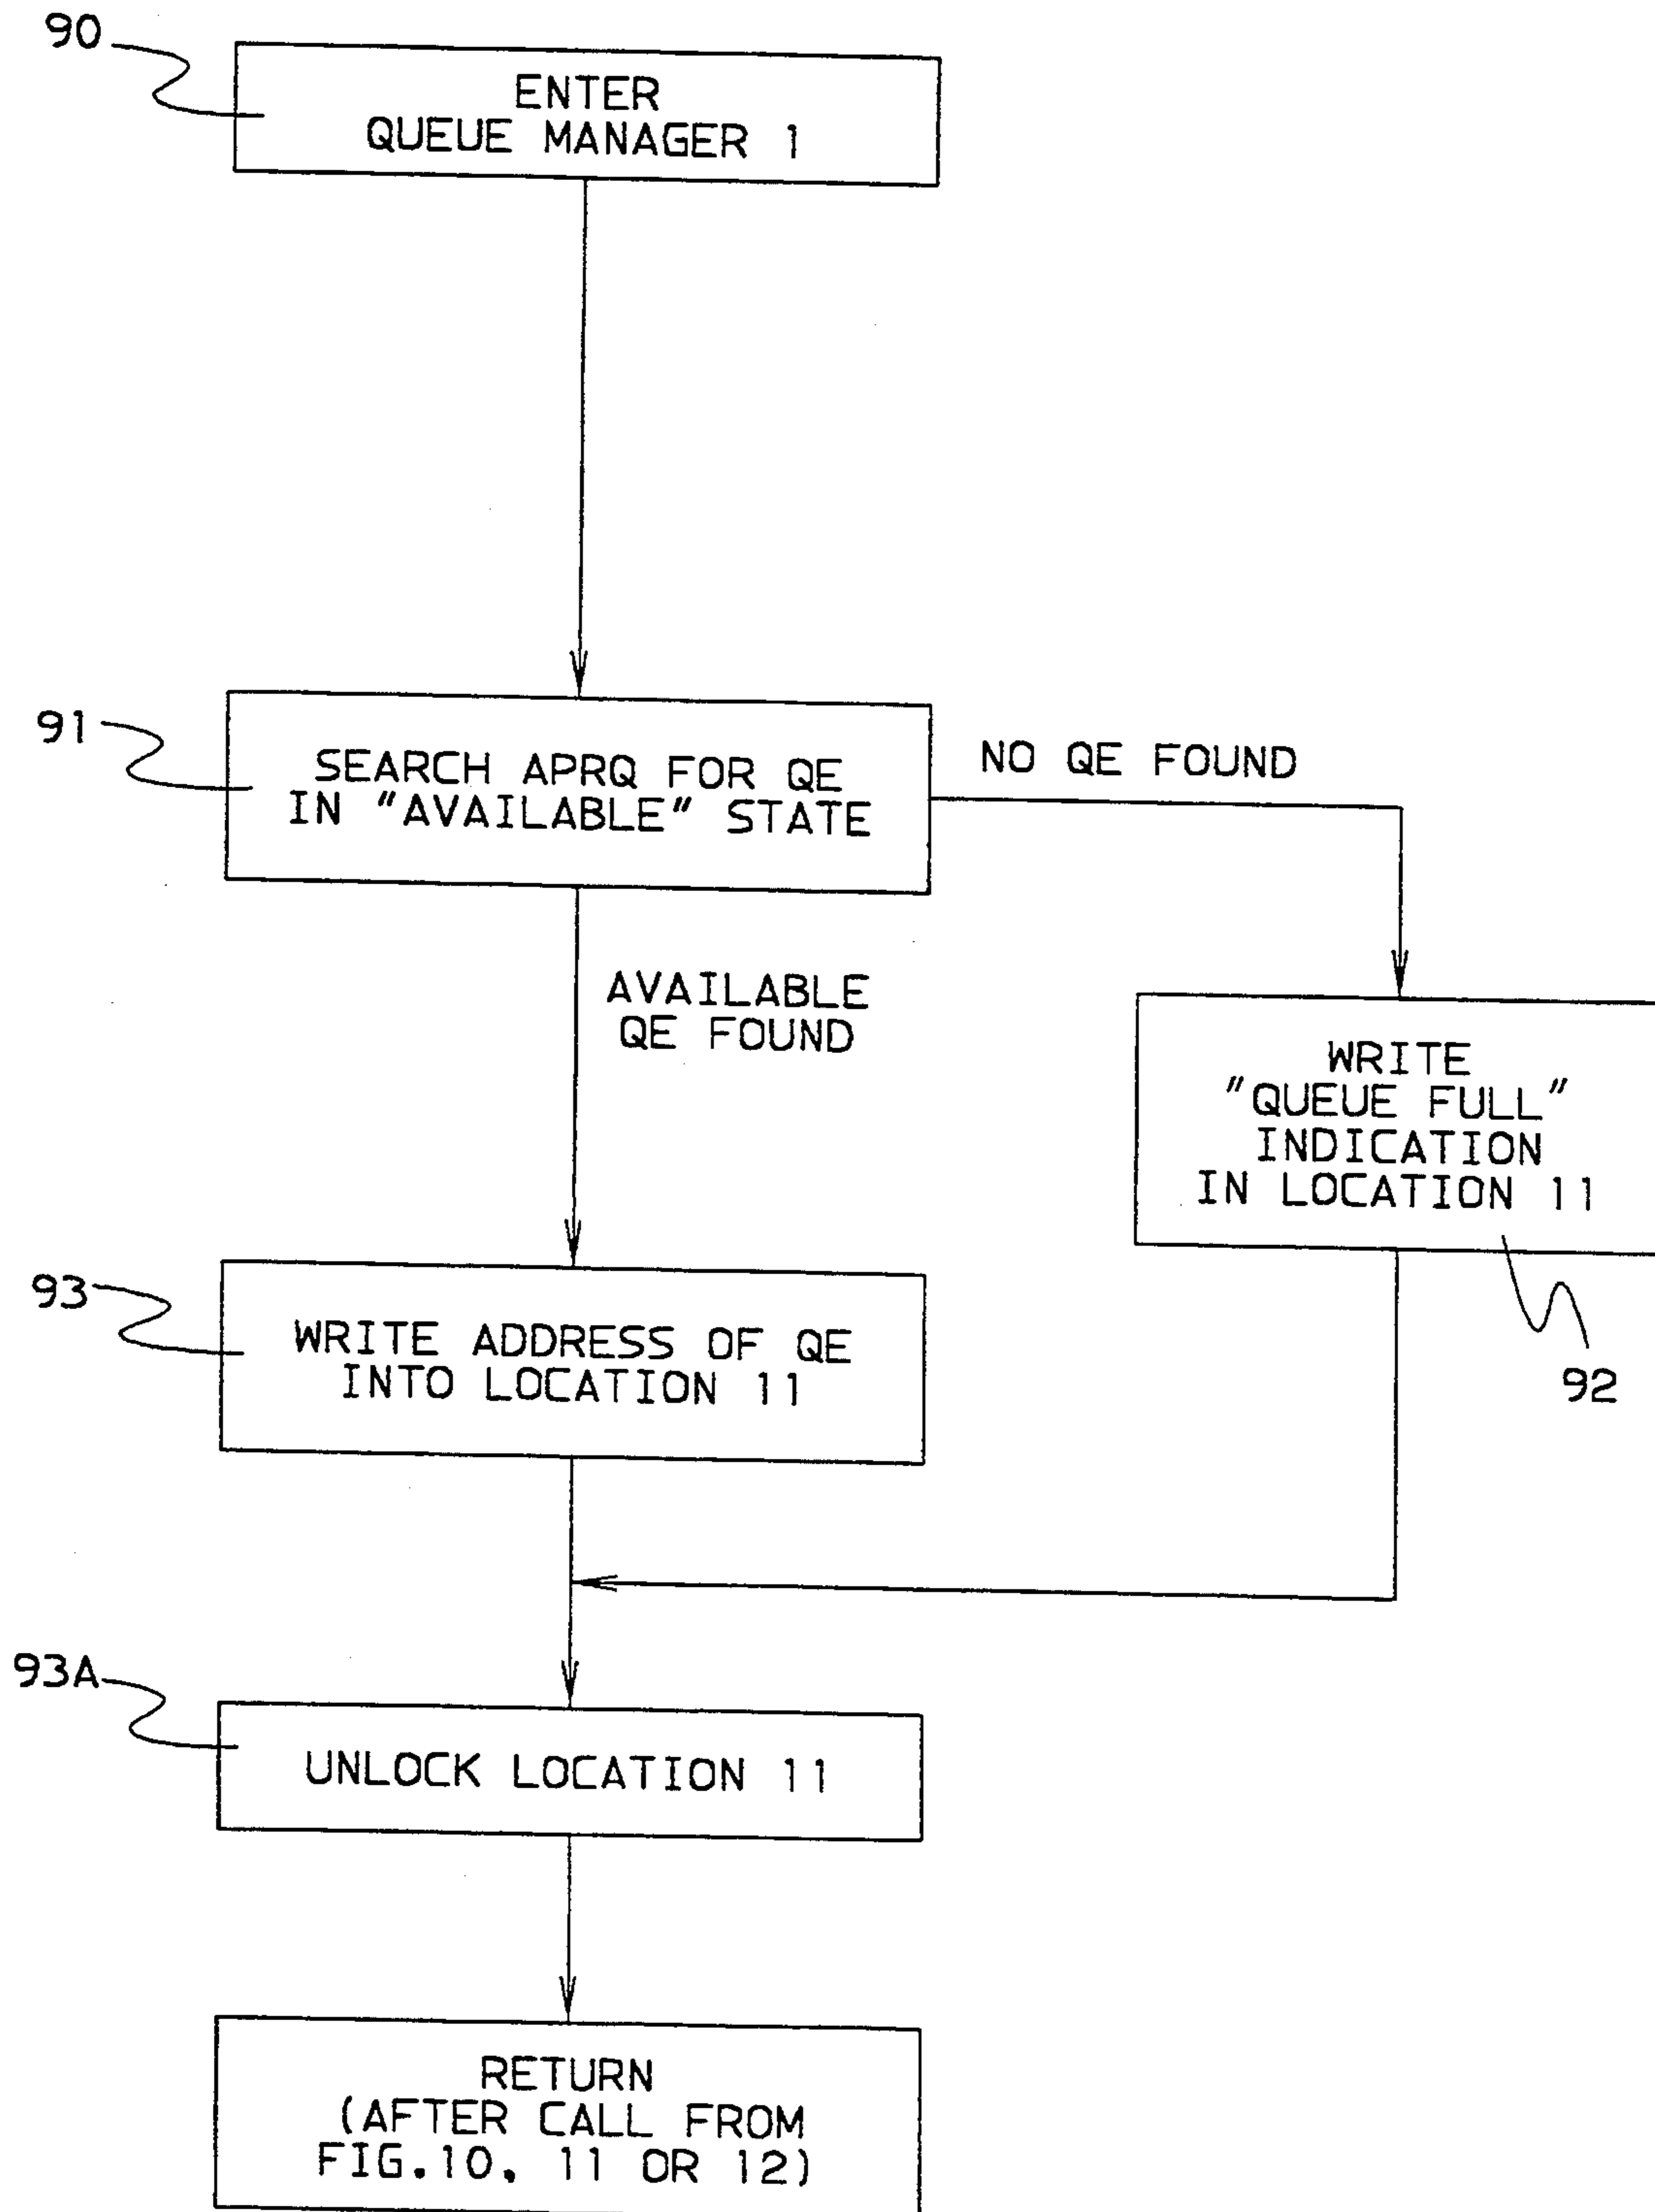 90
ENTER
QUEUE MANAGER 1
91
SEARCH APRQ FOR QE
IN "AVAILABLE" STATE
NO QE FOUND
AVAILABLE
QE FOUND
WRITE
"QUEUE FULL"
INDICATION
IN LOCATION 11
92
93
WRITE ADDRESS OF QE
INTO LOCATION 11
93A
UNLOCK LOCATION 11
RETURN
(AFTER CALL FROM
FIG.10, 11 OR 12)